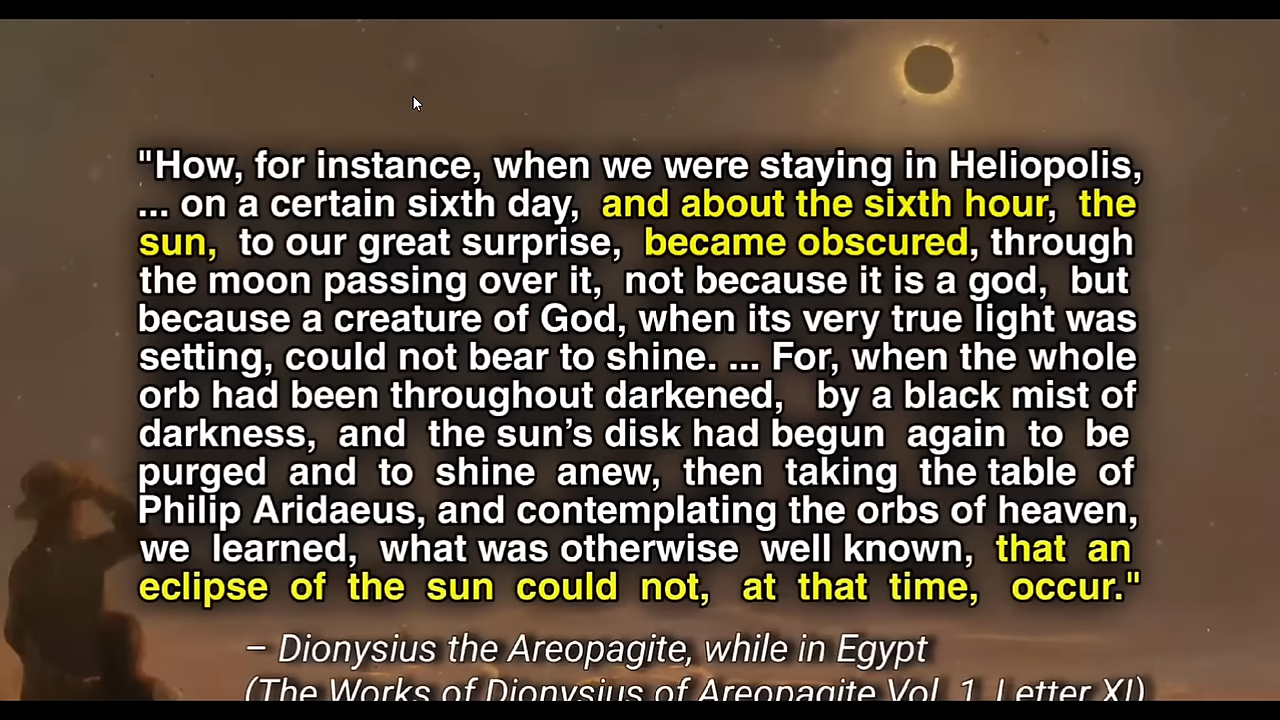 "How, for instance, when we were staying in Heliopolis,
... on a certain sixth day, and about the sixth hour, the
sun, to our great surprise, became obscured, through
the moon passing over it, not because it is a god, but
because a creature of God, when its very true light was
setting, could not bear to shine. ... For, when the whole
orb had been throughout darkened, by a black mist of
darkness, and the sun’s disk had begun again to be
purged and to shine anew, then taking the table of
Philip Aridaeus, and contemplating the orbs of heaven,
we learned, what was otherwise well known, that an
eclipse of the sun could not, at that time, occur."
– Dionysius the Areopagite, while in Egypt
(The Works of Dionysius of Areopagite Vol. 1, Letter XI)